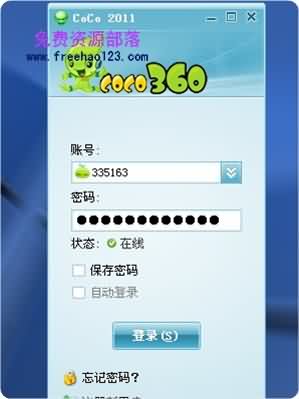 CoCo 2011
免费资源部落
www.freehao123.com
COCO360
账号:
335163
密码:
状态: 在线
保存密码
自动登录
登录(S)
忘记密码?